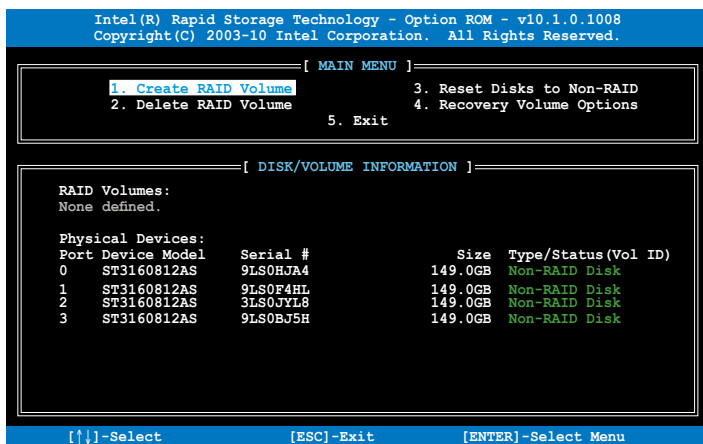 Intel(R) Rapid Storage Technology - Option ROM - v10.1.0.1008
Copyright(C) 2003-10 Intel Corporation. All Rights Reserved.
[ MAIN MENU ]
1. Create RAID Volume 3. Reset Disks to Non-RAID
2. Delete RAID Volume 4. Recovery Volume Options
5. Exit
[ DISK/VOLUME INFORMATION ]
RAID Volumes:
None defined.
Physical Devices:
Port Device Model Serial # Size Type/Status(Vol ID)
0 ST3160812AS 9LS0HJA4 149.0GB Non-RAID Disk
1 ST3160812AS 9LS0F4HL 149.0GB Non-RAID Disk
2 ST3160812AS 3LS0JYL8 149.0GB Non-RAID Disk
3 ST3160812AS 9LS0BJ5H 149.0GB Non-RAID Disk
[↑↓]-Select [ESC]-Exit [ENTER]-Select Menu